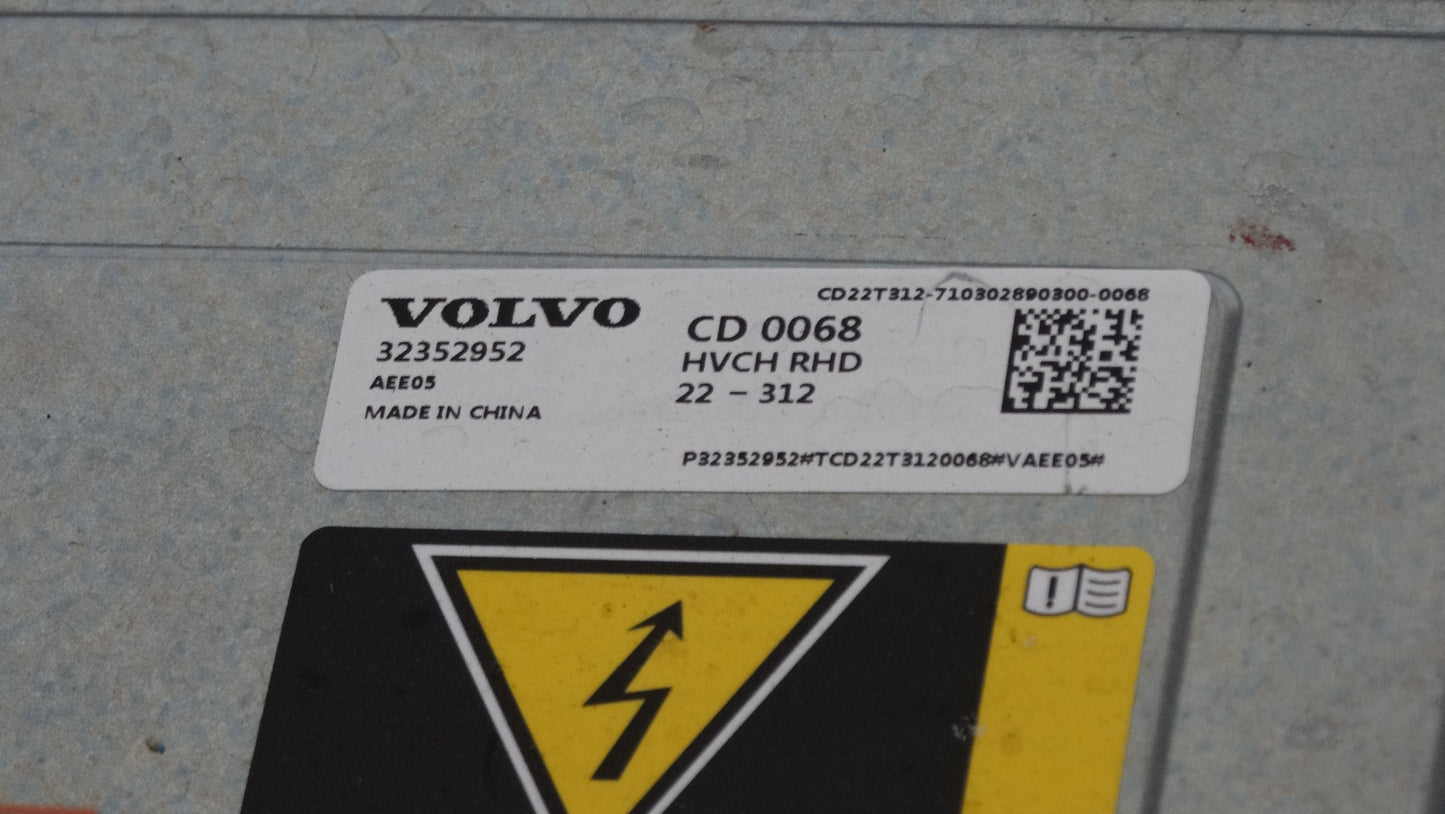 VOLVO
32352952
AEE05
MADE IN CHINA
CD22T312-710302890300-0068
CD 0068
HVCH RHD
22 - 312
P32352952#TCD22T3120068#VAEE05#
!